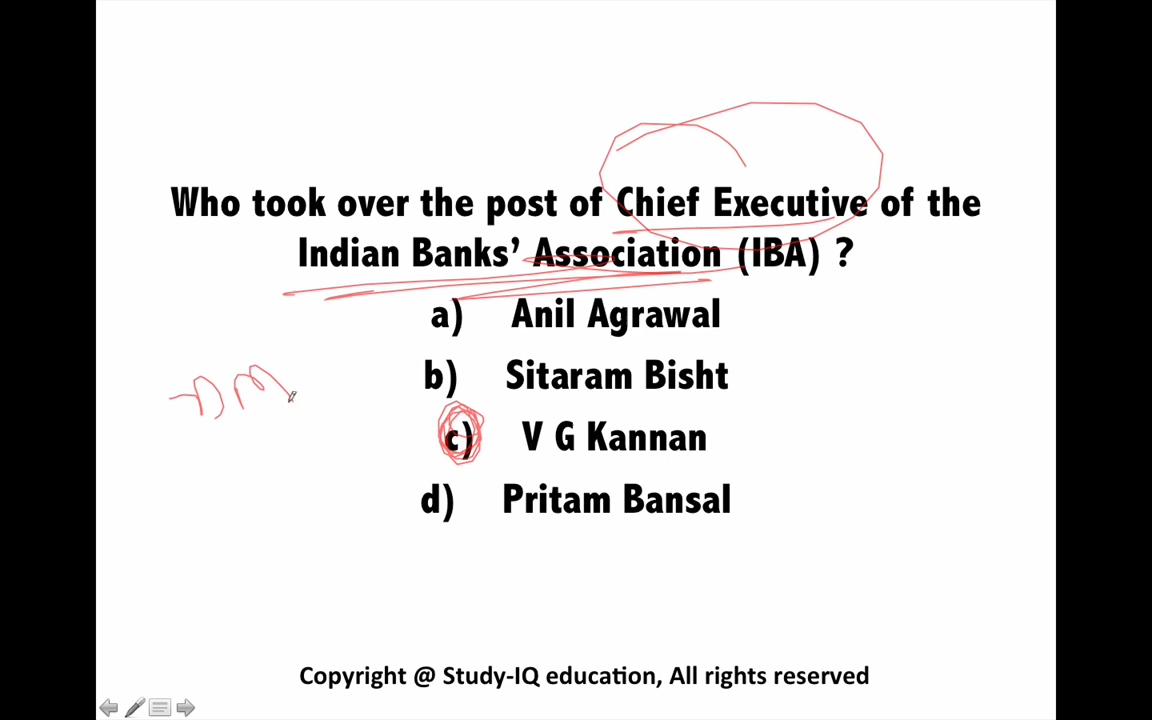 Who took over the post of Chief Executive of the
Indian Banks’ Association (IBA) ?
a) Anil Agrawal
b) Sitaram Bisht
c) V G Kannan
d) Pritam Bansal
Copyright @ Study-IQ education, All rights reserved